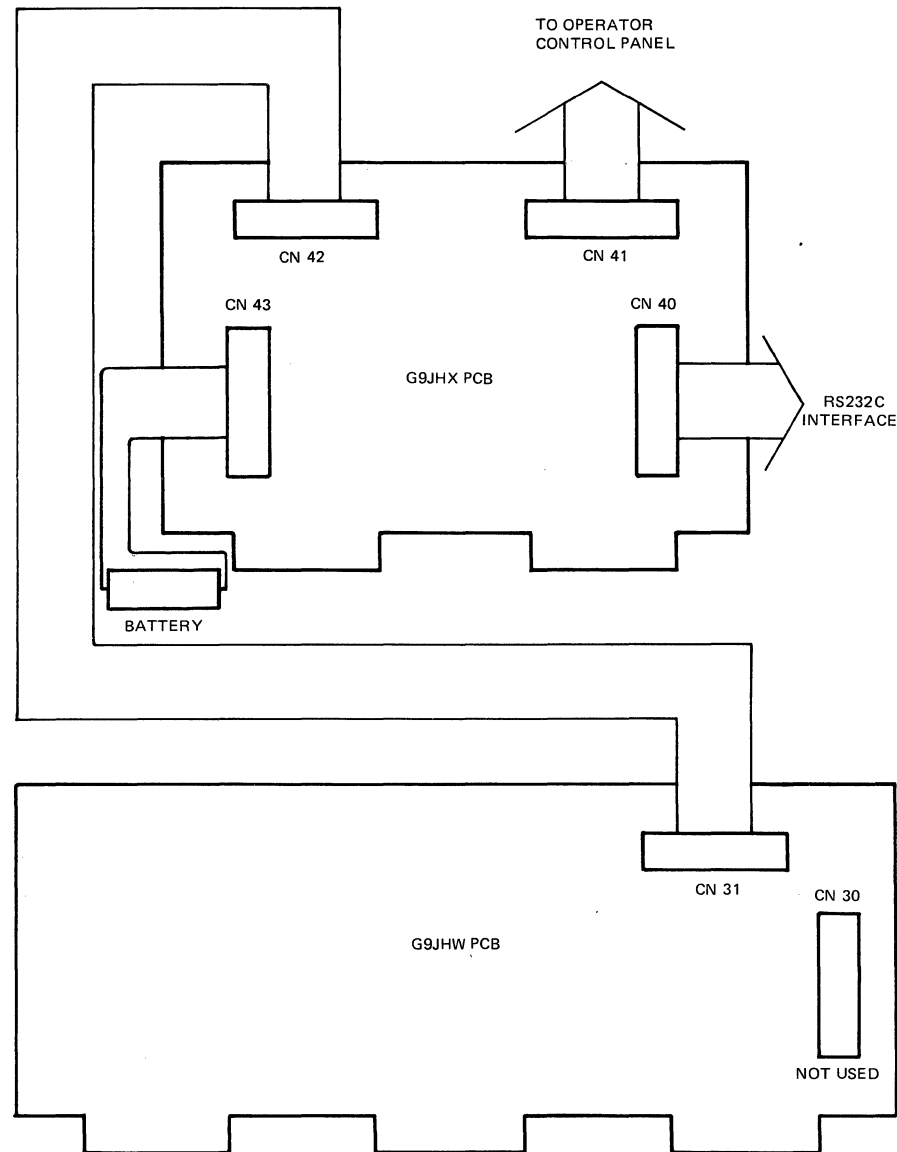 TO OPERATOR
CONTROL PANEL
CN 42
CN 41
CN 43
CN 40
G9JHX PCB
RS232C
INTERFACE
BATTERY
CN 31
CN 30
G9JHW PCB
NOT USED